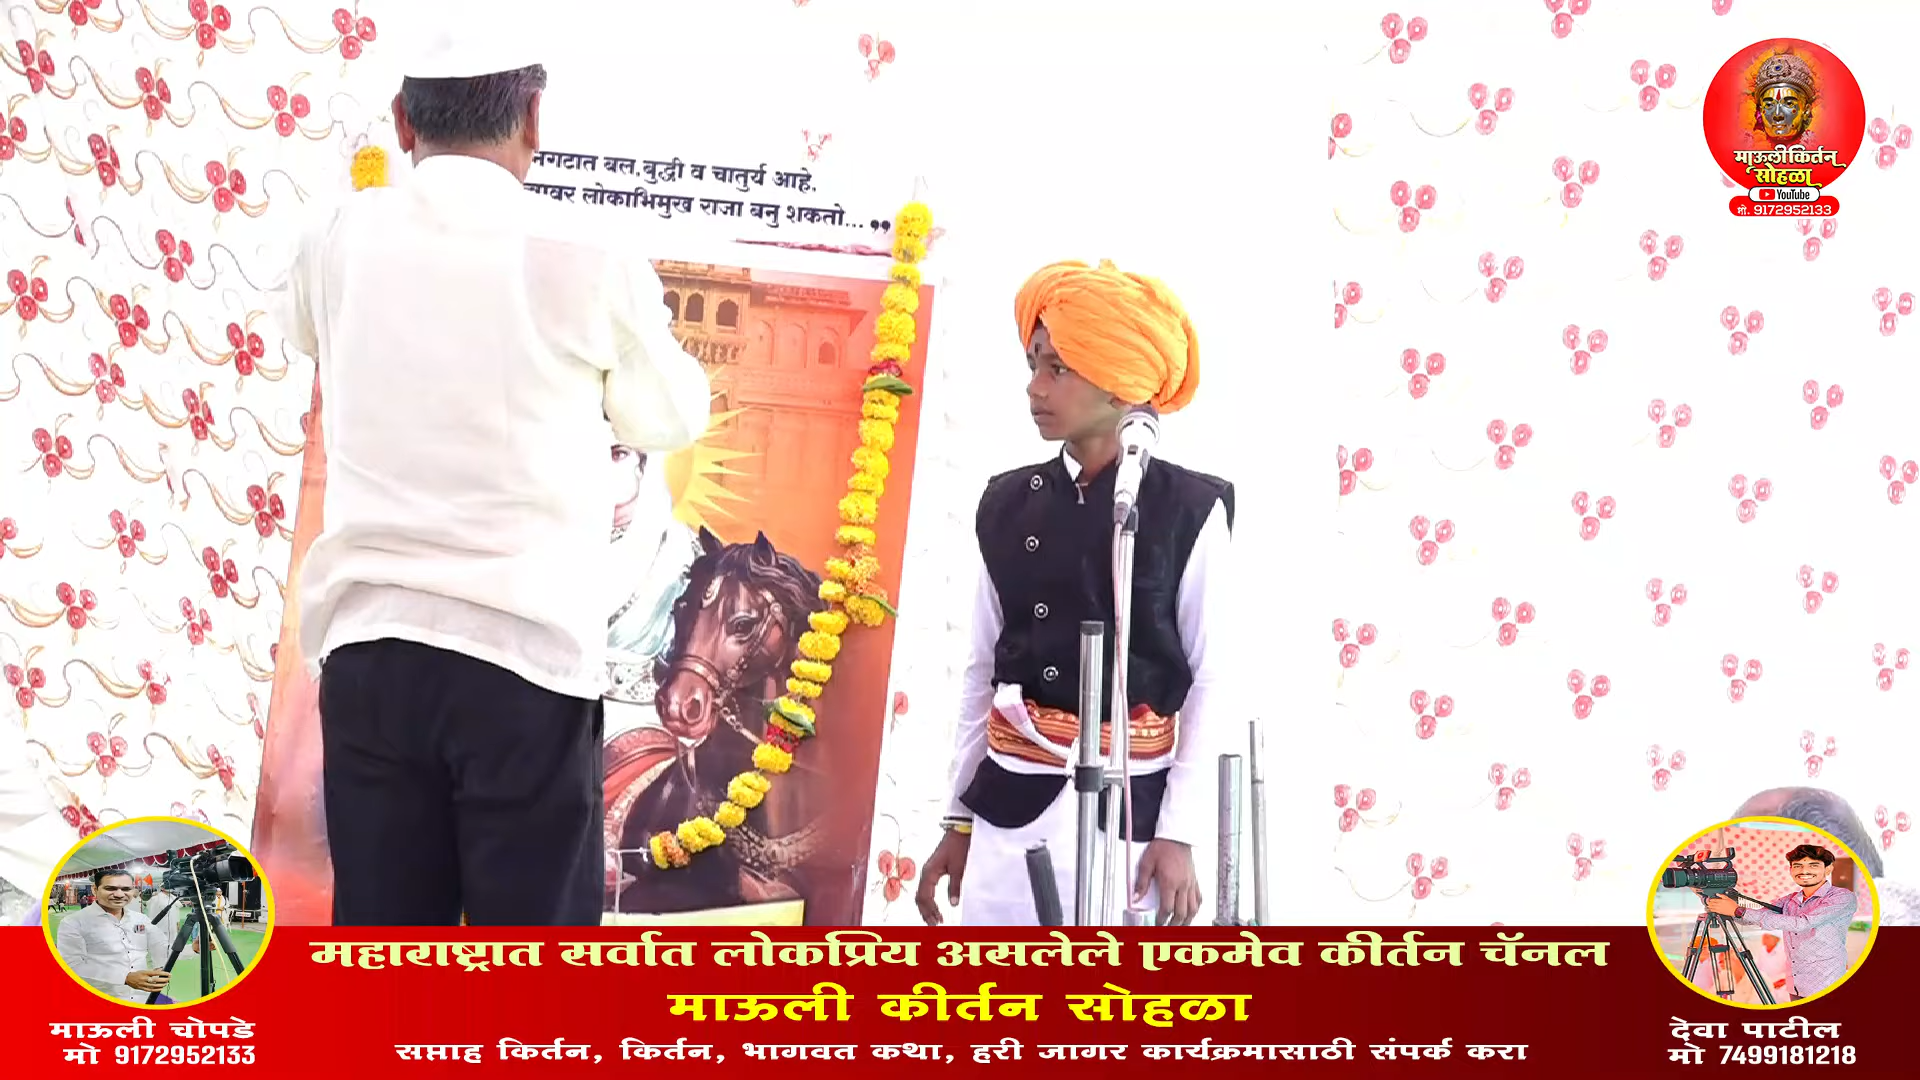 नगटात बल,बुद्धी व चातुर्य आहे.
लोकाभिमुख राजा बनु शकतो...❞
माऊली किर्तन
सोहळा
YouTube
मो. 9172952133
महाराष्ट्रात सर्वात लोकप्रिय असलेले एकमेव कीर्तन चॅनल
माऊली कीर्तन सोहळा
सप्ताह किर्तन, किर्तन, भागवत कथा, हरी जागर कार्यक्रमासाठी संपर्क करा
माऊली चोपडे
मो 9172952133
देवा पाटील
मो 7499181218